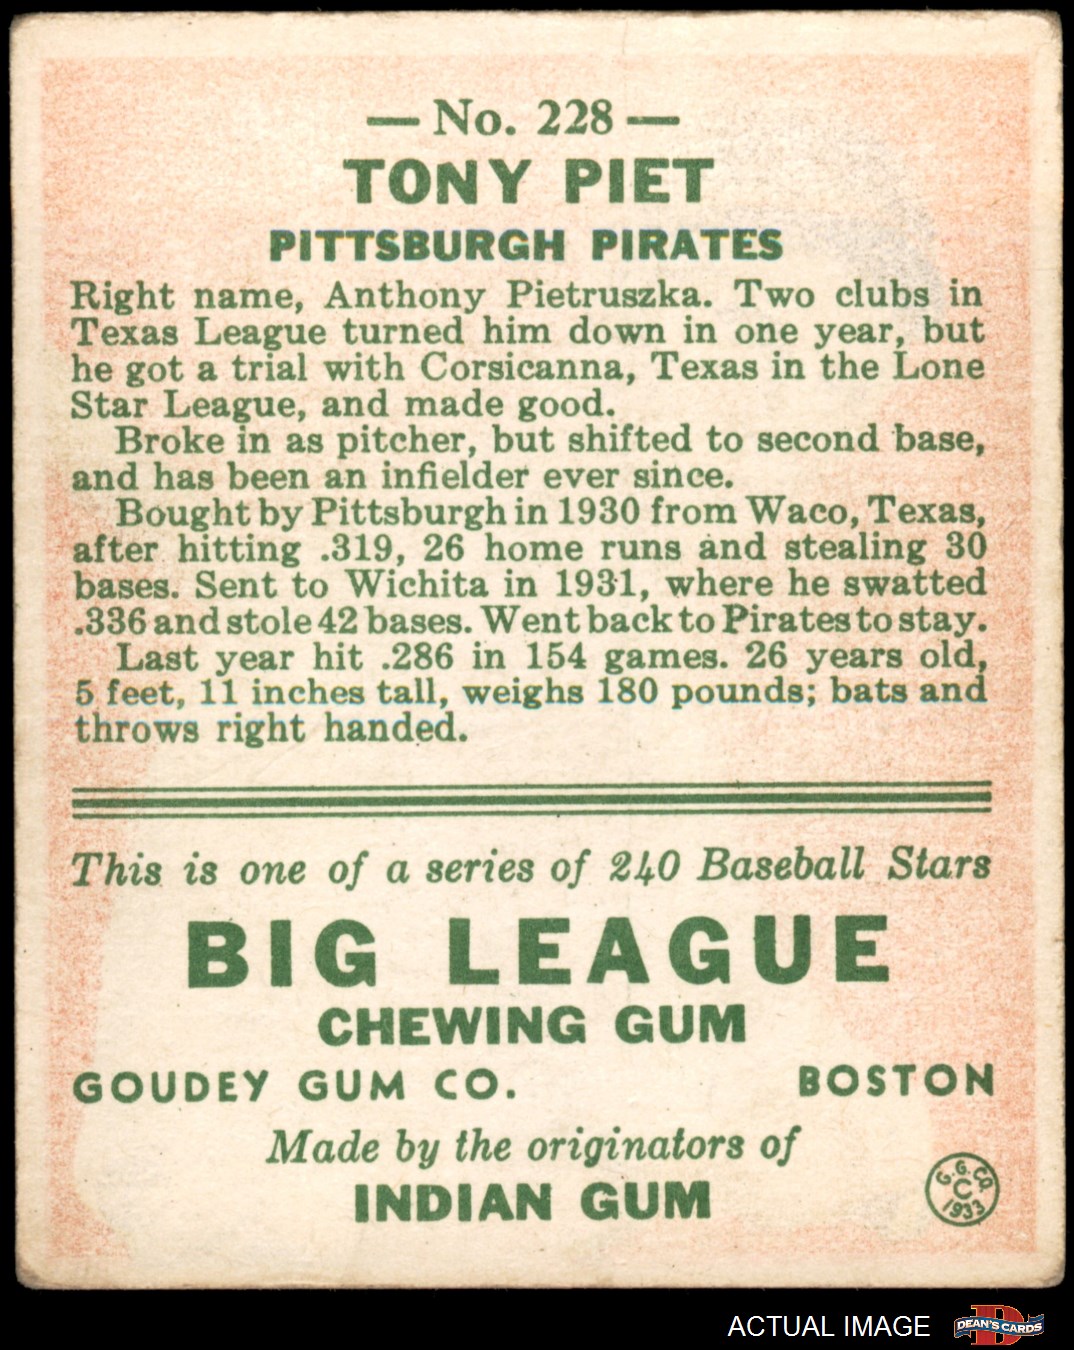 — No. 228 —
TONY PIET
PITTSBURGH PIRATES
Right name, Anthony Pietruszka. Two clubs in
Texas League turned him down in one year, but
he got a trial with Corsicanna, Texas in the Lone
Star League, and made good.
Broke in as pitcher, but shifted to second base,
and has been an infielder ever since.
Bought by Pittsburgh in 1930 from Waco, Texas,
after hitting .319, 26 home runs and stealing 30
bases. Sent to Wichita in 1931, where he swatted
.336 and stole 42 bases. Went back to Pirates to stay.
Last year hit .286 in 154 games. 26 years old,
5 feet, 11 inches tall, weighs 180 pounds; bats and
throws right handed.
This is one of a series of 240 Baseball Stars
BIG LEAGUE
CHEWING GUM
GOUDEY GUM CO. BOSTON
Made by the originators of
INDIAN GUM
G. G. CO.
C
1933
ACTUAL IMAGE
D
DEAN'S CARDS